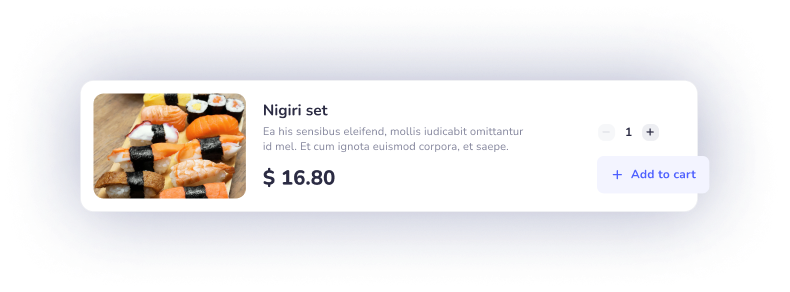 Nigiri set
Ea his sensibus eleifend, mollis iudicabit omittantur
id mel. Et cum ignota euismod corpora, et saepe.
$ 16.80
− 1 +
+ Add to cart